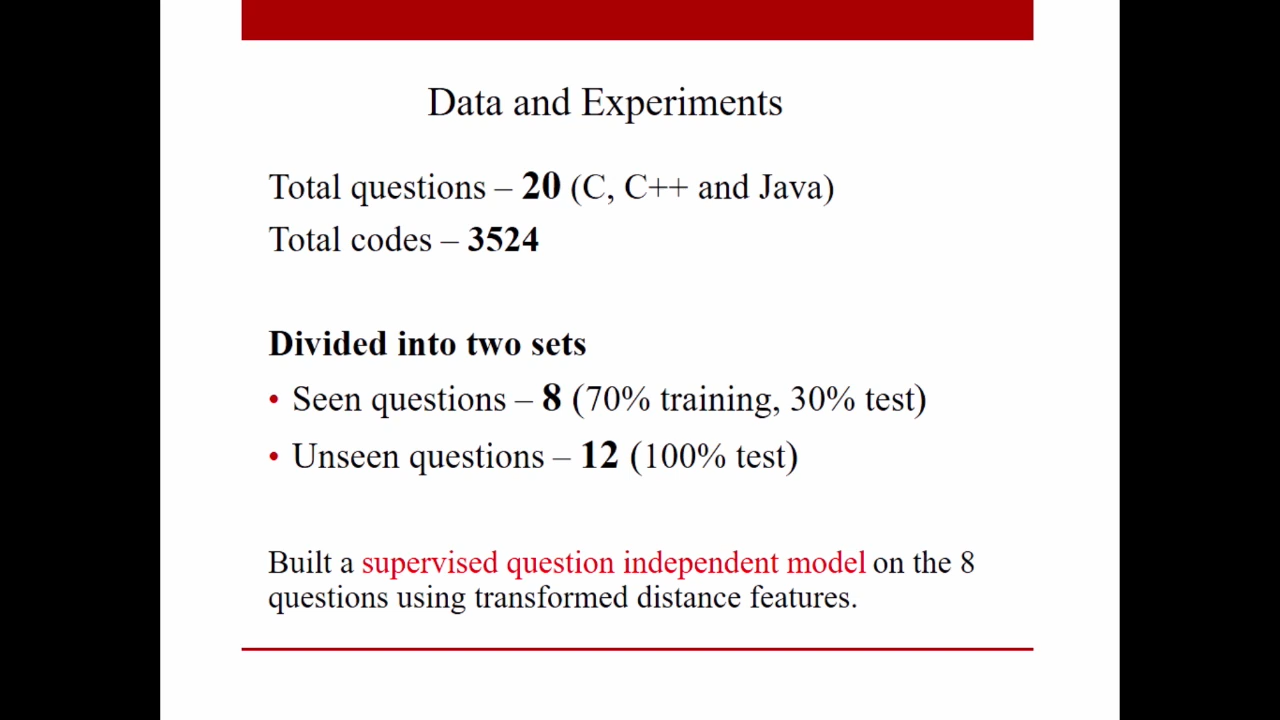 Data and Experiments
Total questions – 20 (C, C++ and Java)
Total codes – 3524
Divided into two sets
• Seen questions – 8 (70% training, 30% test)
• Unseen questions – 12 (100% test)
Built a supervised question independent model on the 8
questions using transformed distance features.